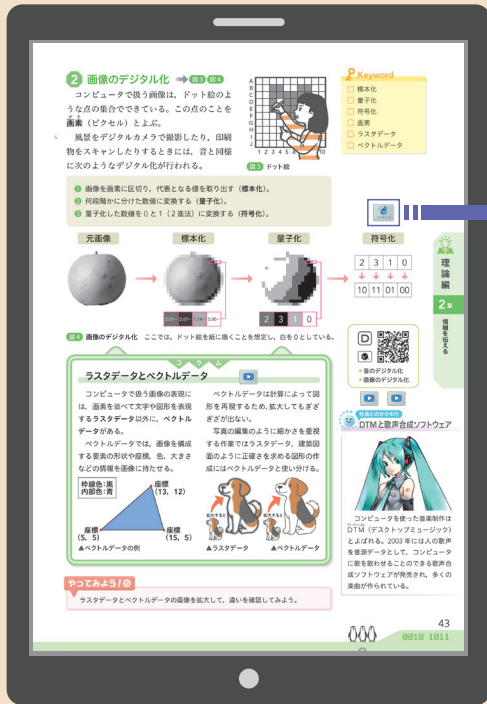 2 画像のデジタル化 ➡ 図3 図4
コンピュータで扱う画像は，ドット絵のよ
うな点の集合でできている。この点のことを
画素（ピクセル）とよぶ。
風景をデジタルカメラで撮影したり，印刷
物をスキャンしたりするときには，音と同様
に次のようなデジタル化が行われる。
5
A
B
C
D
E
F
G
H
I
J
1 2 3 4 5 6 10
図3 ドット絵
Keyword
□ 標本化
□ 量子化
□ 符号化
□ 画素
□ ラスタデータ
□ ベクトルデータ
❶ 画像を画素に区切り，代表となる値を取り出す（標本化）。
❷ 何段階かに分けた数値に変換する（量子化）。
❸ 量子化した数値を0と1（2進法）に変換する（符号化）。
元画像
標本化
量子化
符号化
2 3 1 0
2 3 1 0
10 11 01 00
図4 画像のデジタル化 ここでは，ドット絵を紙に描くことを想定し，白を0としている。
理論編
2章
情報を伝える
D
●音のデジタル化
●画像のデジタル化
コラム
ラスタデータとベクトルデータ
コンピュータで扱う画像の表現に
は，画素を並べて文字や図形を表現
するラスタデータ以外に，ベクトル
データがある。
ベクトルデータでは，画像を構成
する要素の形状や座標，色，大きさ
などの情報を画像に持たせる。
枠線色：黒
内部色：青
座標
(13, 12)
座標
(5, 5)
座標
(15, 5)
▲ベクトルデータの例
ベクトルデータは計算によって図
形を再現するため，拡大してもぎざ
ぎざが出ない。
写真の編集のように細かさを重視
する作業ではラスタデータ，建築図
面のように正確さを求める図形の作
成にはベクトルデータと使い分ける。
拡大すると
拡大すると
▲ラスタデータ
▲ベクトルデータ
やってみよう！
ラスタデータとベクトルデータの画像を拡大して，違いを確認してみよう。
社会とのかかわり
DTMと歌声合成ソフトウェア
コンピュータを使った音楽制作は
DTM（デスクトップミュージック）
とよばれる。2003年には人の歌声
を音源データとして，コンピュータ
に歌を歌わせることのできる歌声合
成ソフトウェアが発売され，多くの
楽曲が作られている。
43
0010 1011